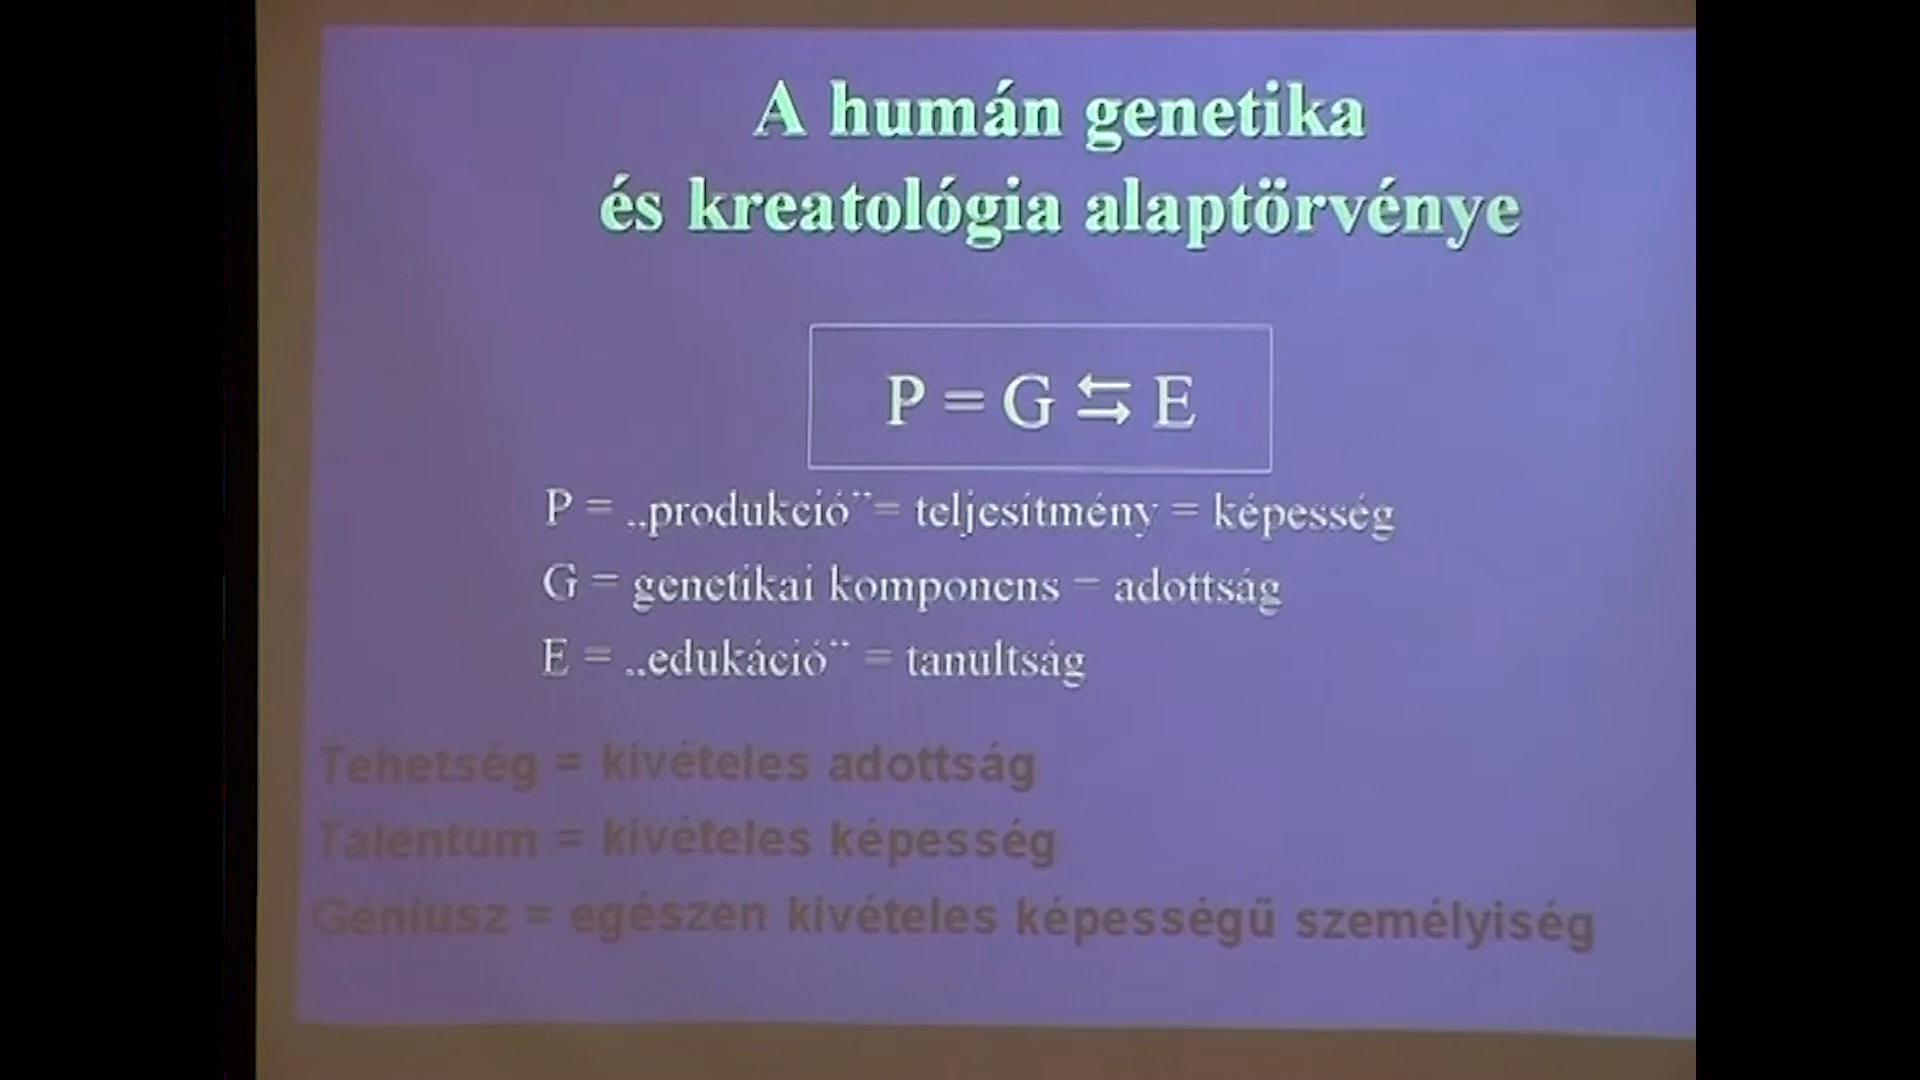 A humán genetika
és kreatológia alaptörvénye
P = G ⇆ E
P = „produkció”= teljesítmény = képesség
G = genetikai komponens = adottság
E = „edukáció” = tanultság
Tehetség = kivételes adottság
Talentum = kivételes képesség
Géniusz = egészen kivételes képességű személyiség